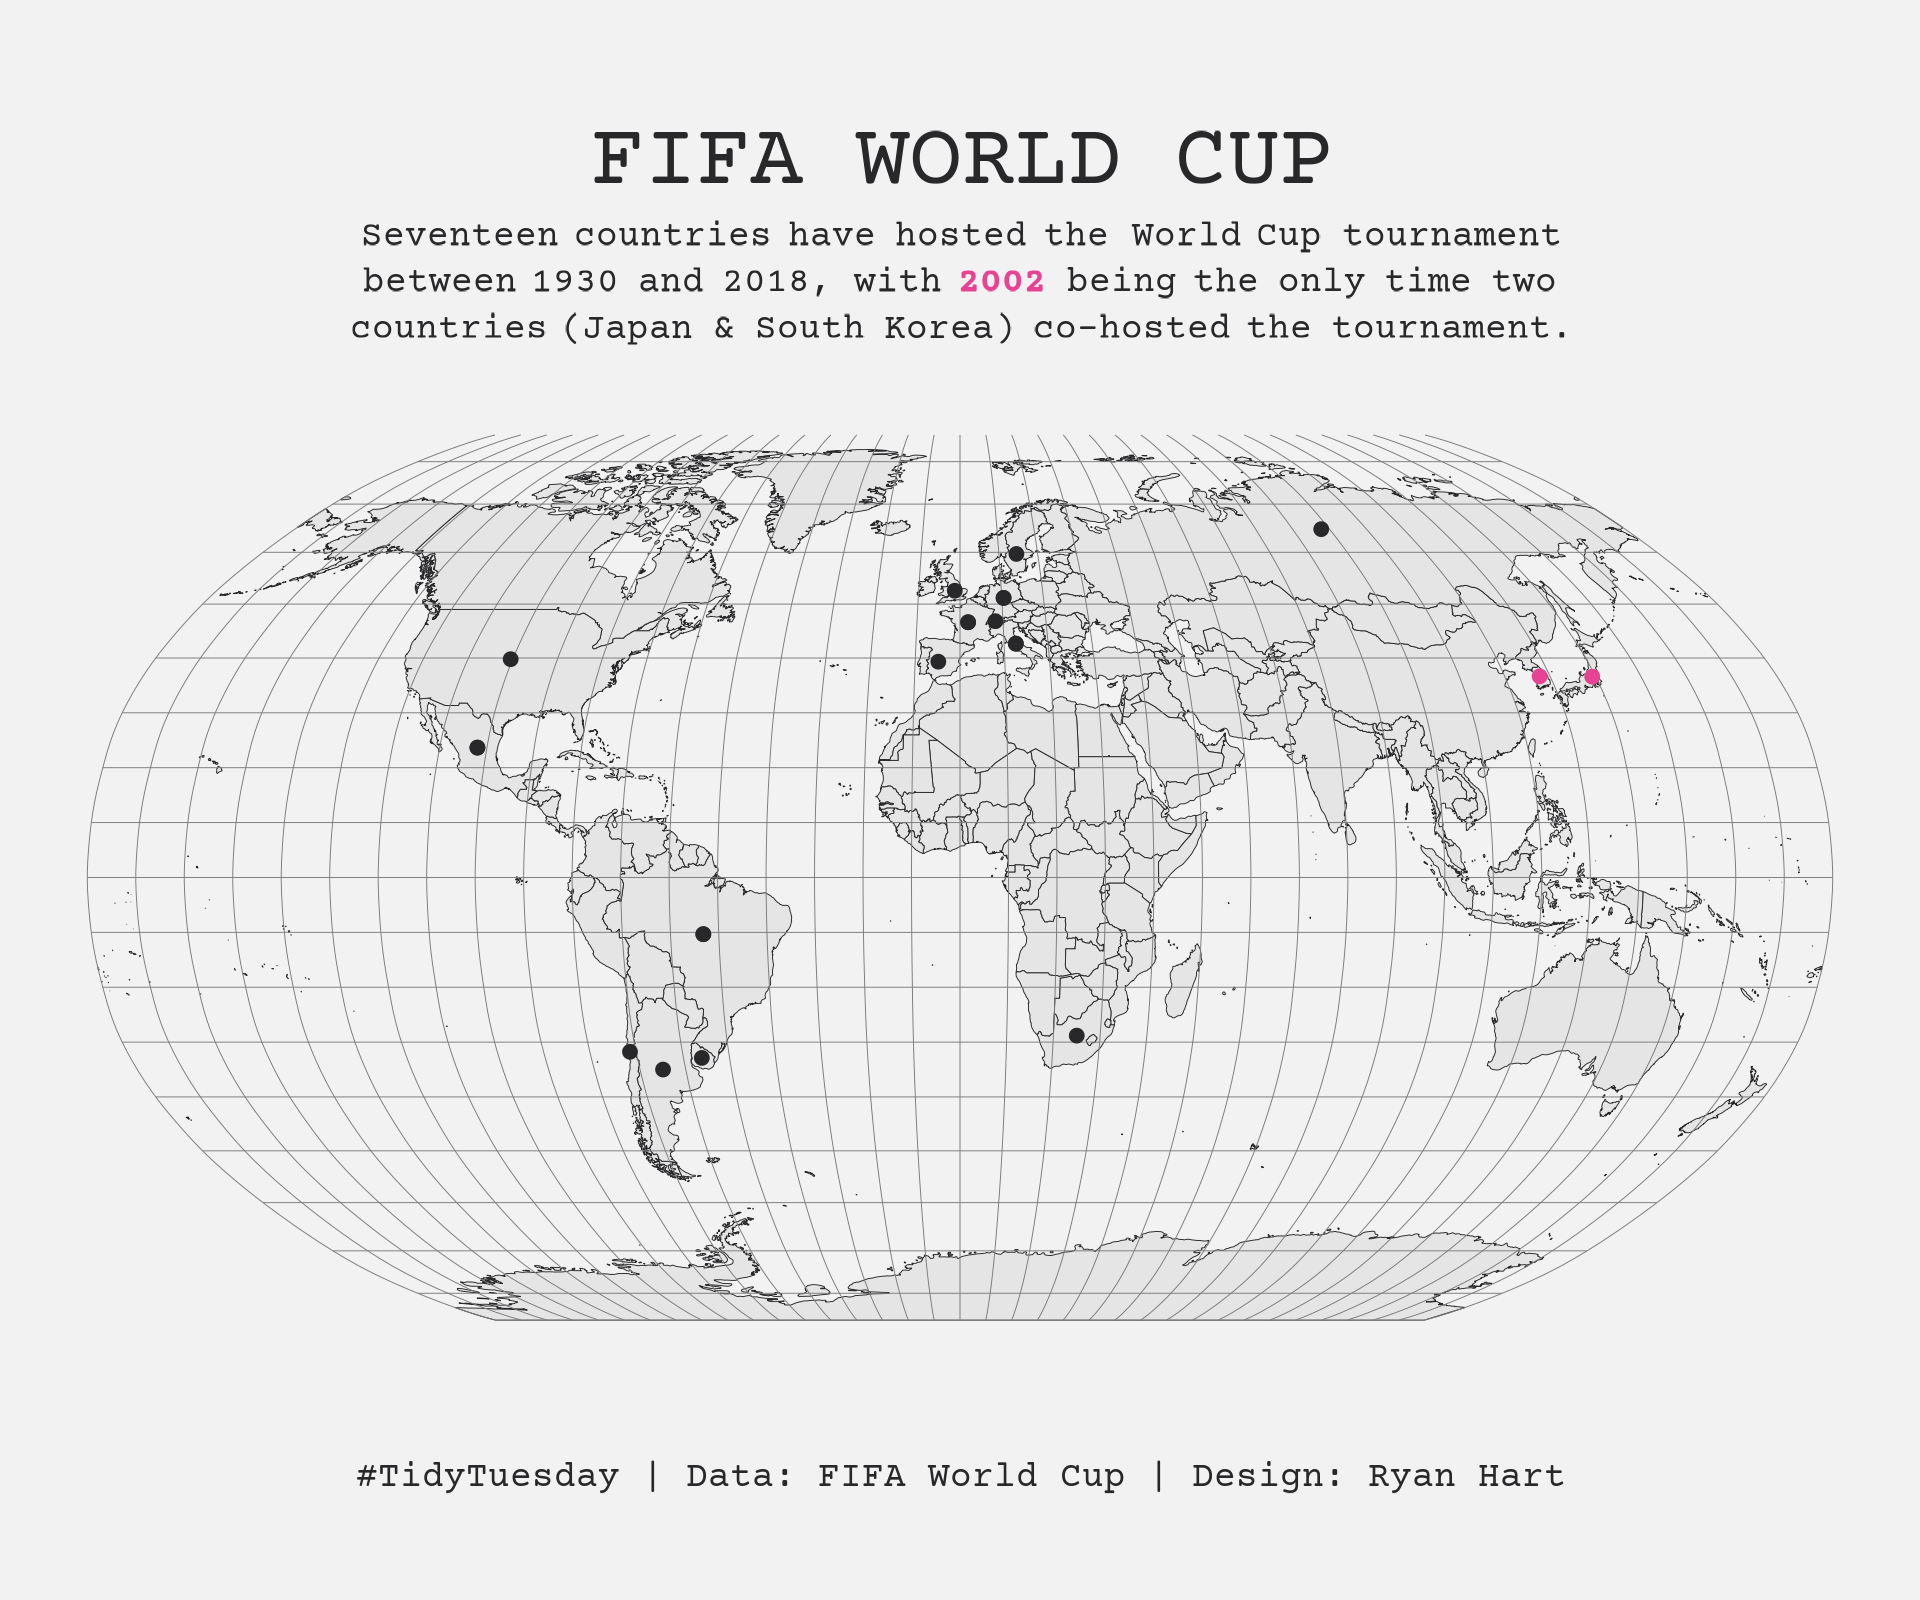 FIFA WORLD CUP
Seventeen countries have hosted the World Cup tournament
between 1930 and 2018, with 2002 being the only time two
countries (Japan & South Korea) co-hosted the tournament.
#TidyTuesday | Data: FIFA World Cup | Design: Ryan Hart